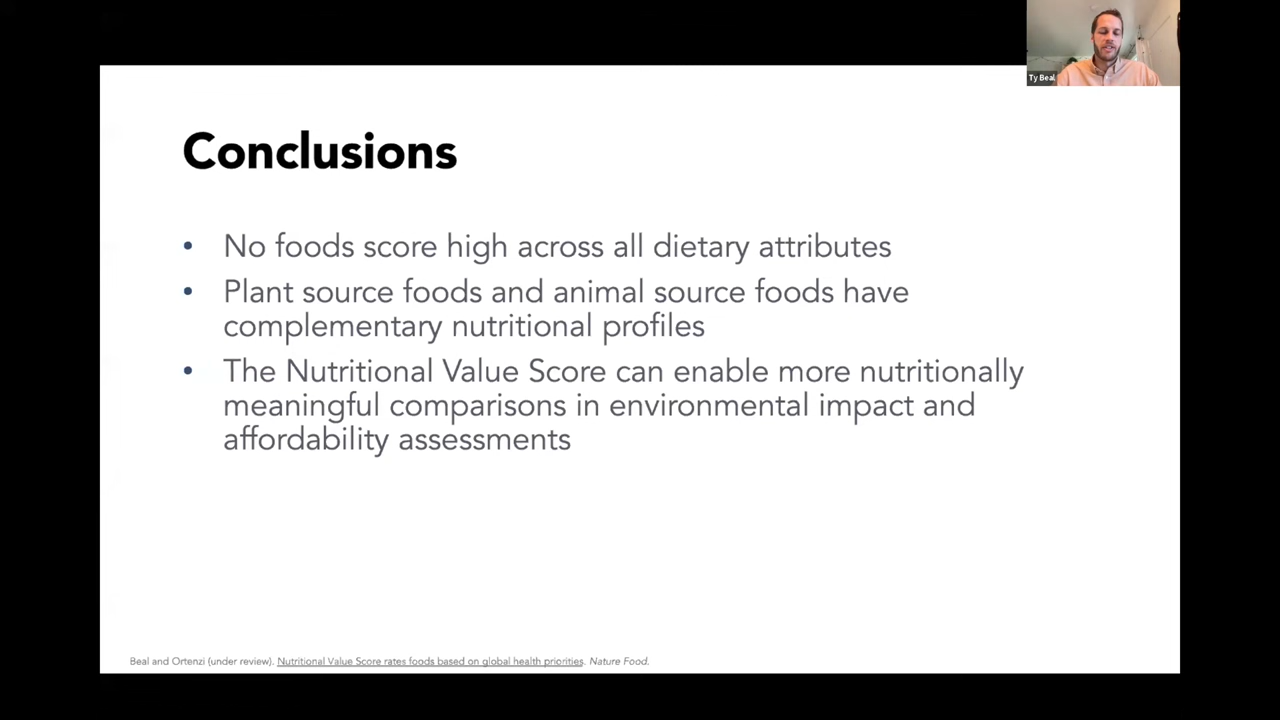 Ty Beal
Conclusions
• No foods score high across all dietary attributes
• Plant source foods and animal source foods have
complementary nutritional profiles
• The Nutritional Value Score can enable more nutritionally
meaningful comparisons in environmental impact and
affordability assessments
Beal and Ortenzi (under review). Nutritional Value Score rates foods based on global health priorities. Nature Food.